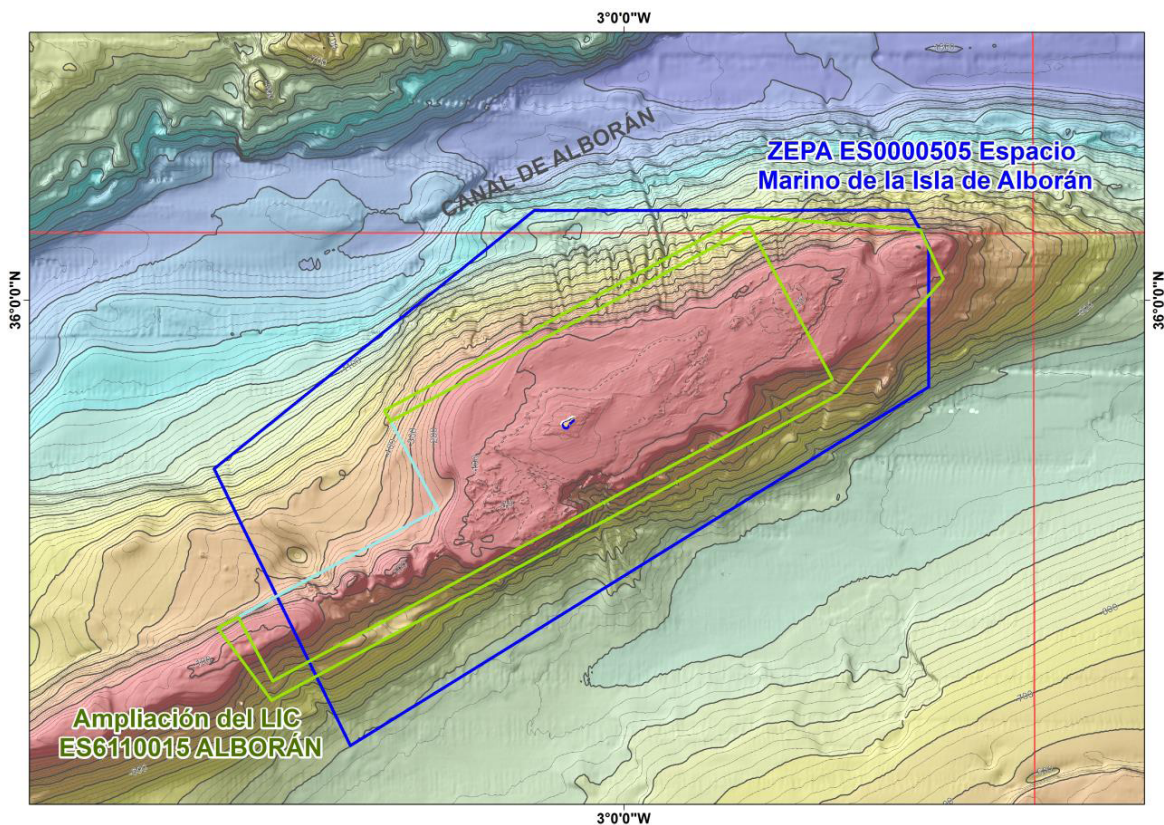 3°0'0"W
CANAL DE ALBORÁN
ZEPA ES0000505 Espacio
Marino de la Isla de Alborán
36°0'0"N
36°0'0"N
Ampliación del LIC
ES6110015 ALBORÁN
3°0'0"W